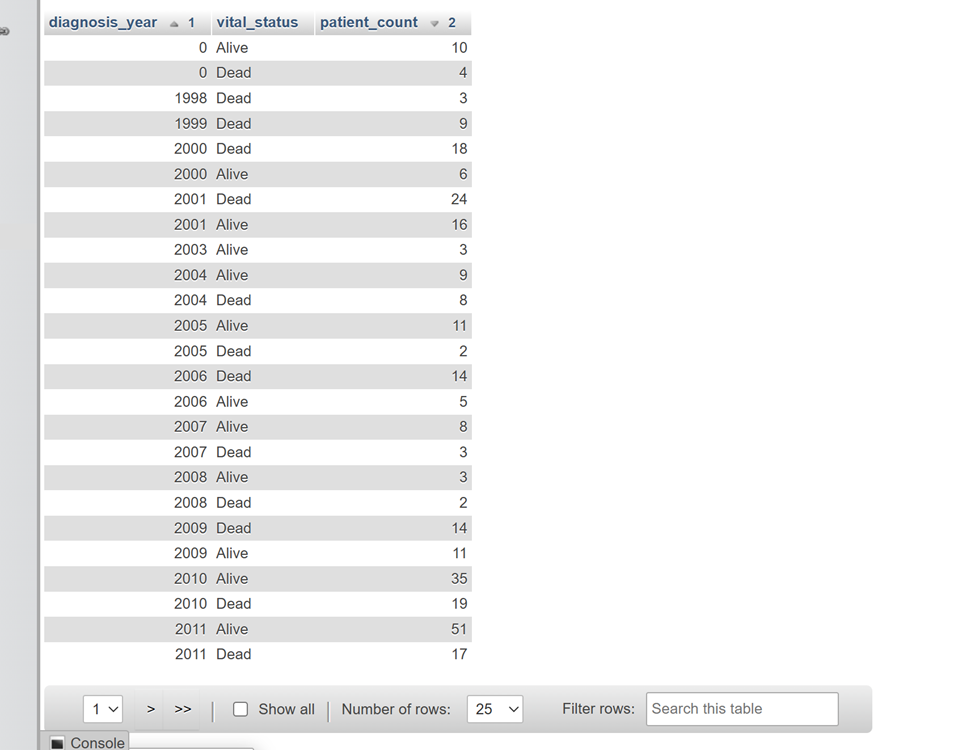 diagnosis_year 1 vital_status patient_count 2
0 Alive 10
0 Dead 4
1998 Dead 3
1999 Dead 9
2000 Dead 18
2000 Alive 6
2001 Dead 24
2001 Alive 16
2003 Alive 3
2004 Alive 9
2004 Dead 8
2005 Alive 11
2005 Dead 2
2006 Dead 14
2006 Alive 5
2007 Alive 8
2007 Dead 3
2008 Alive 3
2008 Dead 2
2009 Dead 14
2009 Alive 11
2010 Alive 35
2010 Dead 19
2011 Alive 51
2011 Dead 17
1 > >> | Show all | Number of rows: 25 Filter rows: Search this table
Console